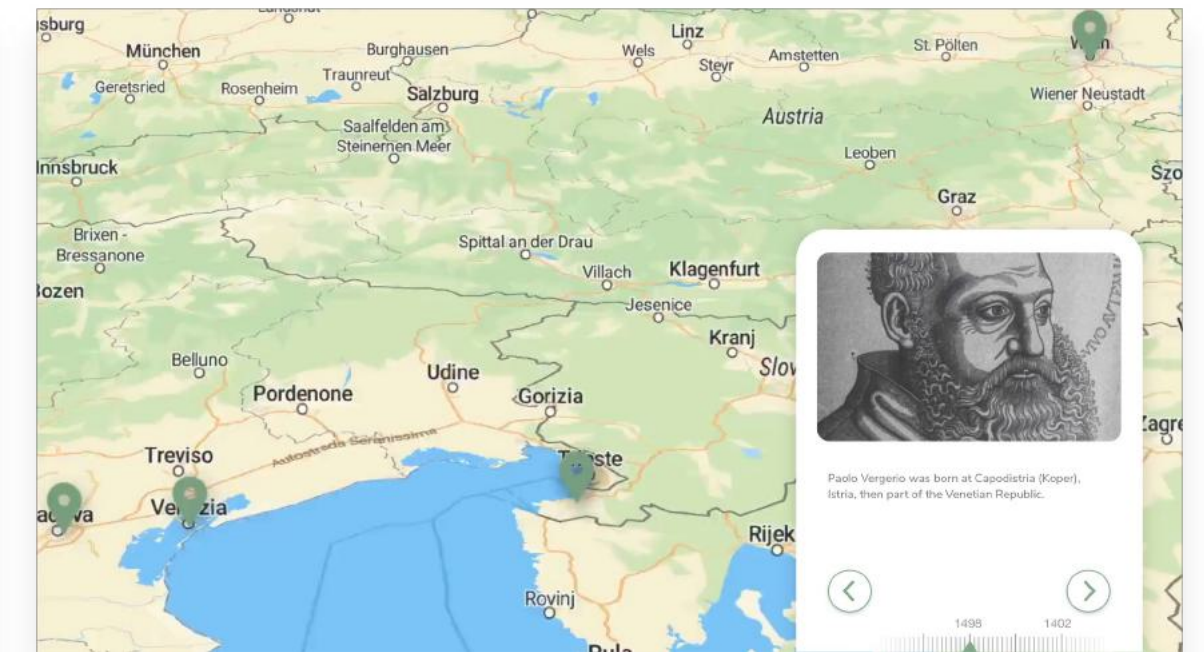 sburg
München
Burghausen
Linz
Wels
Steyr
Amstetten
St. Pölten
Geretsried
Rosenheim
Traunreut
Salzburg
Wiener Neustadt
Saalfelden am
Steinernen Meer
Austria
Leoben
Innsbruck
Szo
Graz
Brixen -
Bressanone
Spittal an der Drau
Villach
Klagenfurt
Bozen
Jesenice
Kranj
Slov
Belluno
Udine
Pordenone
Gorizia
VIVO
Zagre
Autostrada Serenissima
Treviso
Paolo Vergerio was born at Capodistria (Koper),
Istria, then part of the Venetian Republic.
Rijek
Rovinj
Pula
1498 1402